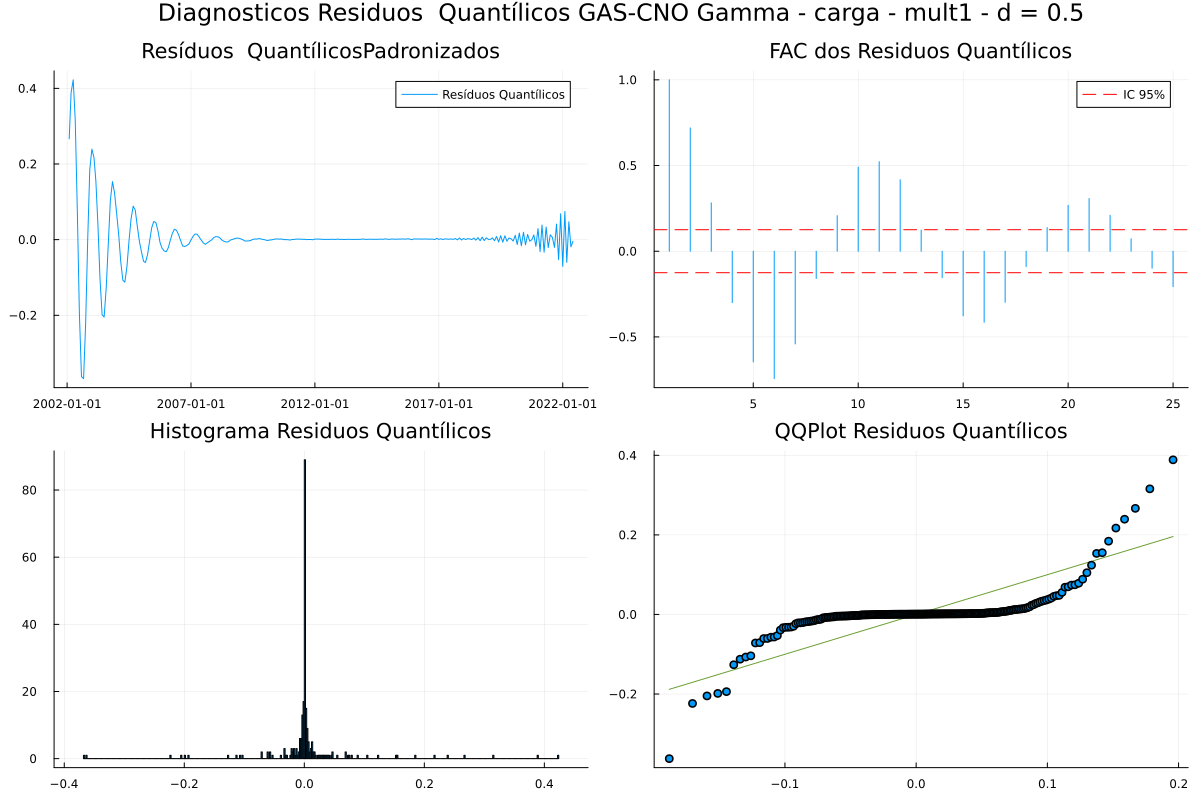 Diagnosticos Residuos  Quantílicos GAS-CNO Gamma - carga - mult1 - d = 0.5
Resíduos  QuantílicosPadronizados
0.4
0.2
0.0
−0.2
Resíduos Quantílicos
2002-01-01 2007-01-01 2012-01-01 2017-01-01 2022-01-01
FAC dos Residuos Quantílicos
1.0
0.5
0.0
−0.5
IC 95%
5 10 15 20 25
Histograma Residuos Quantílicos
80
60
40
20
0
−0.4 −0.2 0.0 0.2 0.4
QQPlot Residuos Quantílicos
0.4
0.2
0.0
−0.2
−0.1 0.0 0.1 0.2